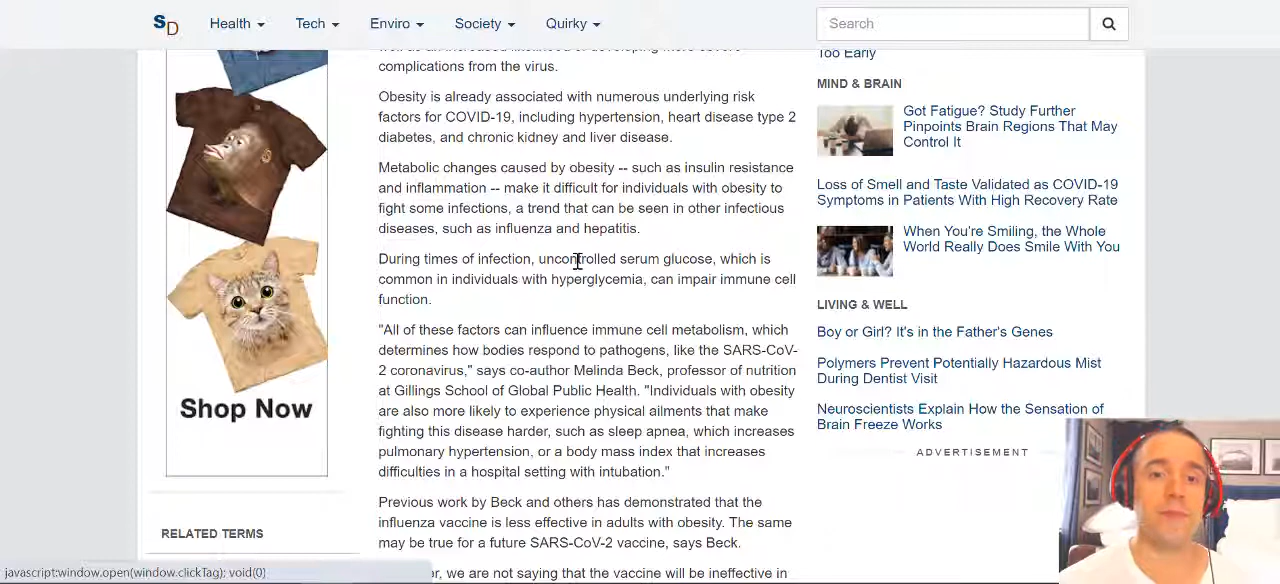 SD Health Tech Enviro Society Quirky Search
Shop Now
RELATED TERMS
complications from the virus.
Obesity is already associated with numerous underlying risk
factors for COVID-19, including hypertension, heart disease type 2
diabetes, and chronic kidney and liver disease.
Metabolic changes caused by obesity -- such as insulin resistance
and inflammation -- make it difficult for individuals with obesity to
fight some infections, a trend that can be seen in other infectious
diseases, such as influenza and hepatitis.
During times of infection, uncontrolled serum glucose, which is
common in individuals with hyperglycemia, can impair immune cell
function.
"All of these factors can influence immune cell metabolism, which
determines how bodies respond to pathogens, like the SARS-CoV-
2 coronavirus," says co-author Melinda Beck, professor of nutrition
at Gillings School of Global Public Health. "Individuals with obesity
are also more likely to experience physical ailments that make
fighting this disease harder, such as sleep apnea, which increases
pulmonary hypertension, or a body mass index that increases
difficulties in a hospital setting with intubation."
Previous work by Beck and others has demonstrated that the
influenza vaccine is less effective in adults with obesity. The same
may be true for a future SARS-CoV-2 vaccine, says Beck.
we are not saying that the vaccine will be ineffective in
Too Early
MIND & BRAIN
Got Fatigue? Study Further
Pinpoints Brain Regions That May
Control It
Loss of Smell and Taste Validated as COVID-19
Symptoms in Patients With High Recovery Rate
When You're Smiling, the Whole
World Really Does Smile With You
LIVING & WELL
Boy or Girl? It's in the Father's Genes
Polymers Prevent Potentially Hazardous Mist
During Dentist Visit
Neuroscientists Explain How the Sensation of
Brain Freeze Works
ADVERTISEMENT
javascript:window.open(window.clickTag); void(0)